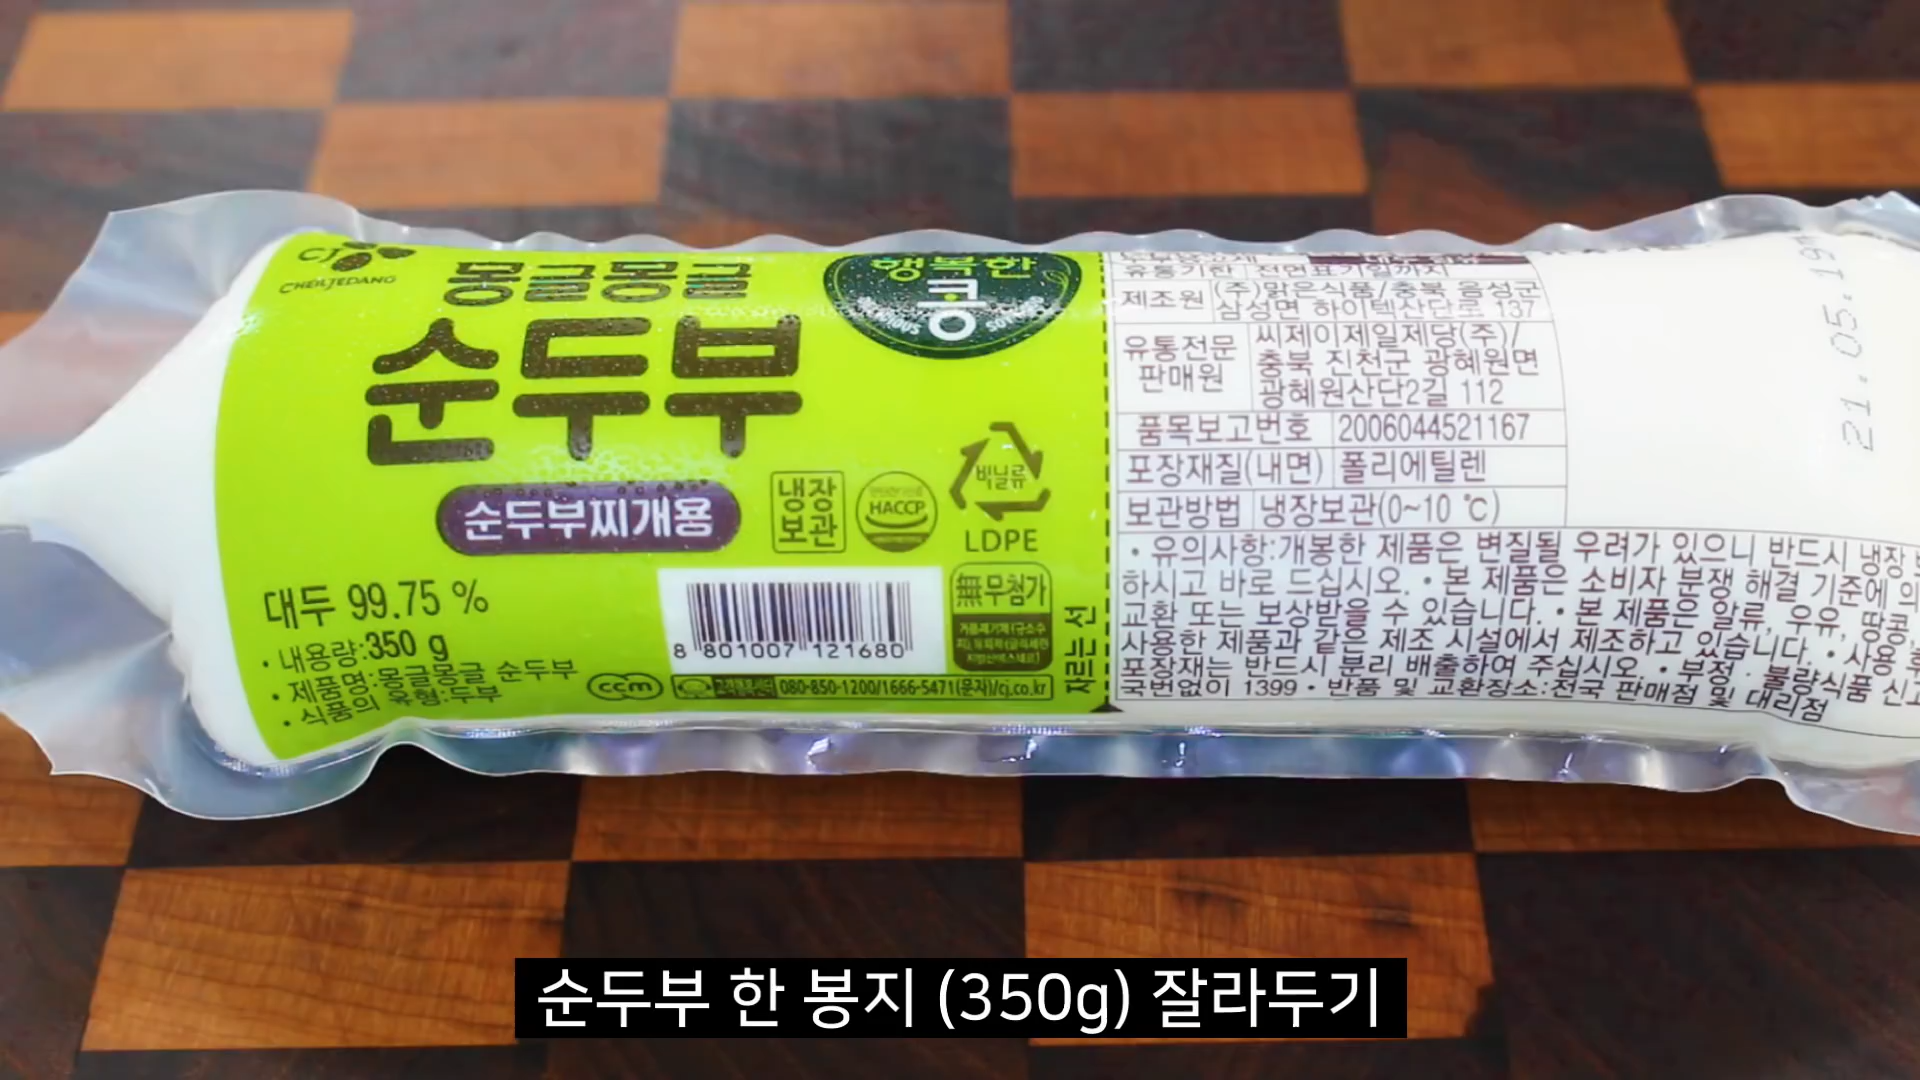 CJ
CHEILJEDANG
몽글몽글
순두부
순두부찌개용
행복한
콩
냉장
보관
HACCP
비닐류
LDPE
대두 99.75 %
• 내용량:350 g
• 제품명:몽글몽글 순두부
• 식품의 유형:두부
8 801007 121680
無무첨가
ccm
080-850-1200/1666-5471(문자)/cj.co.kr
자르는 선
유통기한 전면표기일까지
제조원 (주)맑은식품/충북 음성군
삼성면 하이텍산단로 137
유통전문
판매원
씨제이제일제당(주)/
충북 진천군 광혜원면
광혜원산단2길 112
품목보고번호 2006044521167
포장재질(내면) 폴리에틸렌
보관방법 냉장보관(0~10 ℃)
• 유의사항:개봉한 제품은 변질될 우려가 있으니 반드시 냉장
하시고 바로 드십시오. • 본 제품은 소비자 분쟁 해결 기준에 의
교환 또는 보상받을 수 있습니다. • 본 제품은 알류, 우유, 땅콩,
사용한 제품과 같은 제조 시설에서 제조하고 있습니다. • 사용 후
포장재는 반드시 분리 배출하여 주십시오. • 부정·불량식품 신고
국번없이 1399 • 반품 및 교환장소:전국 판매점 및 대리점
21.05.19
순두부 한 봉지 (350g) 잘라두기